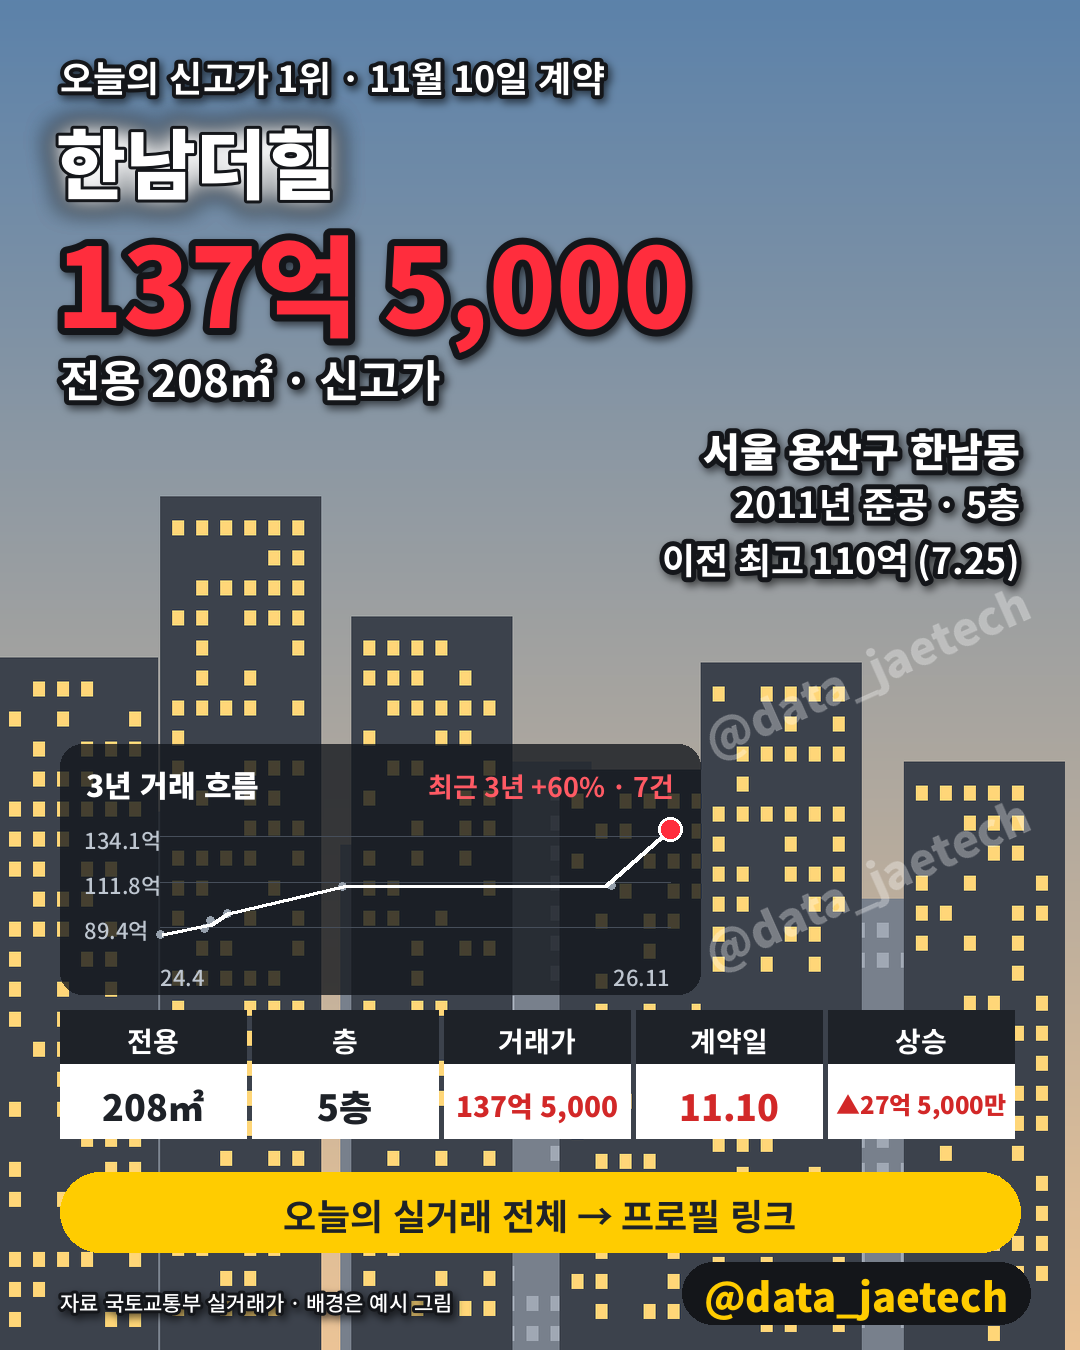 오늘의 신고가 1위 · 11월 10일 계약
한남더힐
137억 5,000
전용 208㎡ · 신고가
서울 용산구 한남동
2011년 준공 · 5층
이전 최고 110억 (7.25)
@data_jaetech
@data_jaetech
3년 거래 흐름 최근 3년 +60% · 7건
134.1억
111.8억
89.4억
24.4 26.11
전용 층 거래가 계약일 상승
208㎡ 5층 137억 5,000 11.10 ▲27억 5,000만
오늘의 실거래 전체 → 프로필 링크
자료 국토교통부 실거래가 · 배경은 예시 그림
@data_jaetech